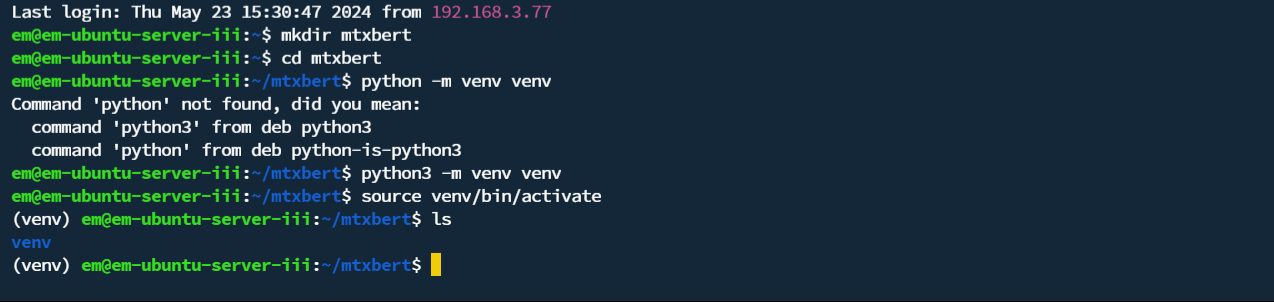 Last login: Thu May 23 15:30:47 2024 from 192.168.3.77
em@em-ubuntu-server-iii:~$ mkdir mtxbert
em@em-ubuntu-server-iii:~$ cd mtxbert
em@em-ubuntu-server-iii:~/mtxbert$ python -m venv venv
Command 'python' not found, did you mean:
  command 'python3' from deb python3
  command 'python' from deb python-is-python3
em@em-ubuntu-server-iii:~/mtxbert$ python3 -m venv venv
em@em-ubuntu-server-iii:~/mtxbert$ source venv/bin/activate
(venv) em@em-ubuntu-server-iii:~/mtxbert$ ls
venv
(venv) em@em-ubuntu-server-iii:~/mtxbert$